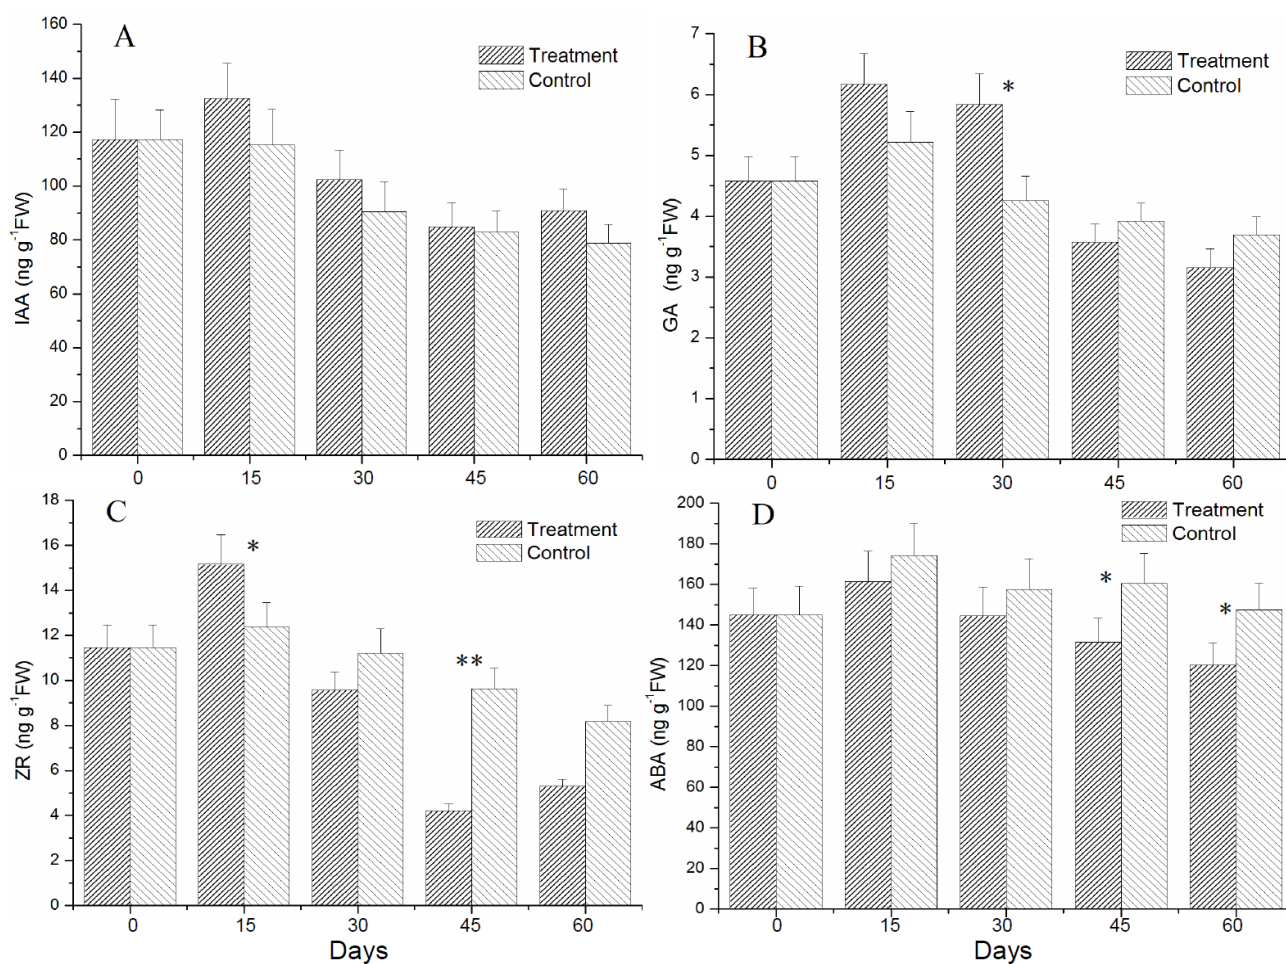 A
Treatment
Control
IAA (ng g⁻¹FW)
160
140
120
100
80
60
40
20
0
0 15 30 45 60
B
Treatment
Control
*
GA (ng g⁻¹FW)
7
6
5
4
3
2
1
0
0 15 30 45 60
C
Treatment
Control
*
**
ZR (ng g⁻¹FW)
18
16
14
12
10
8
6
4
2
0
0 15 30 45 60
Days
D
Treatment
Control
*
*
ABA (ng g⁻¹FW)
200
180
160
140
120
100
80
60
40
20
0
0 15 30 45 60
Days